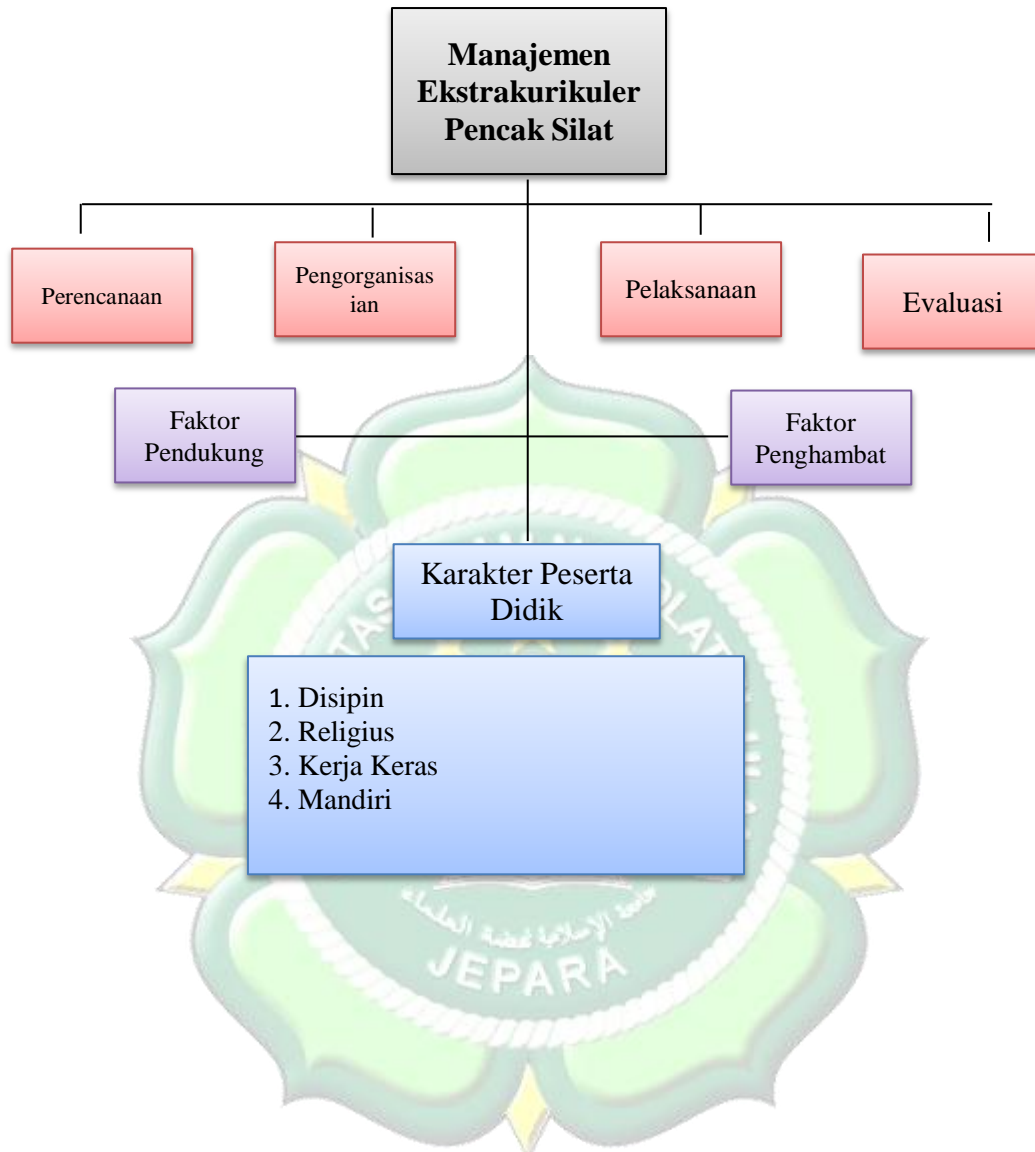 Manajemen
Ekstrakurikuler
Pencak Silat
Perencanaan
Pengorganisas
ian
Pelaksanaan
Evaluasi
Faktor
Pendukung
Faktor
Penghambat
Karakter Peserta
Didik
1. Disipin
2. Religius
3. Kerja Keras
4. Mandiri
JEPARA